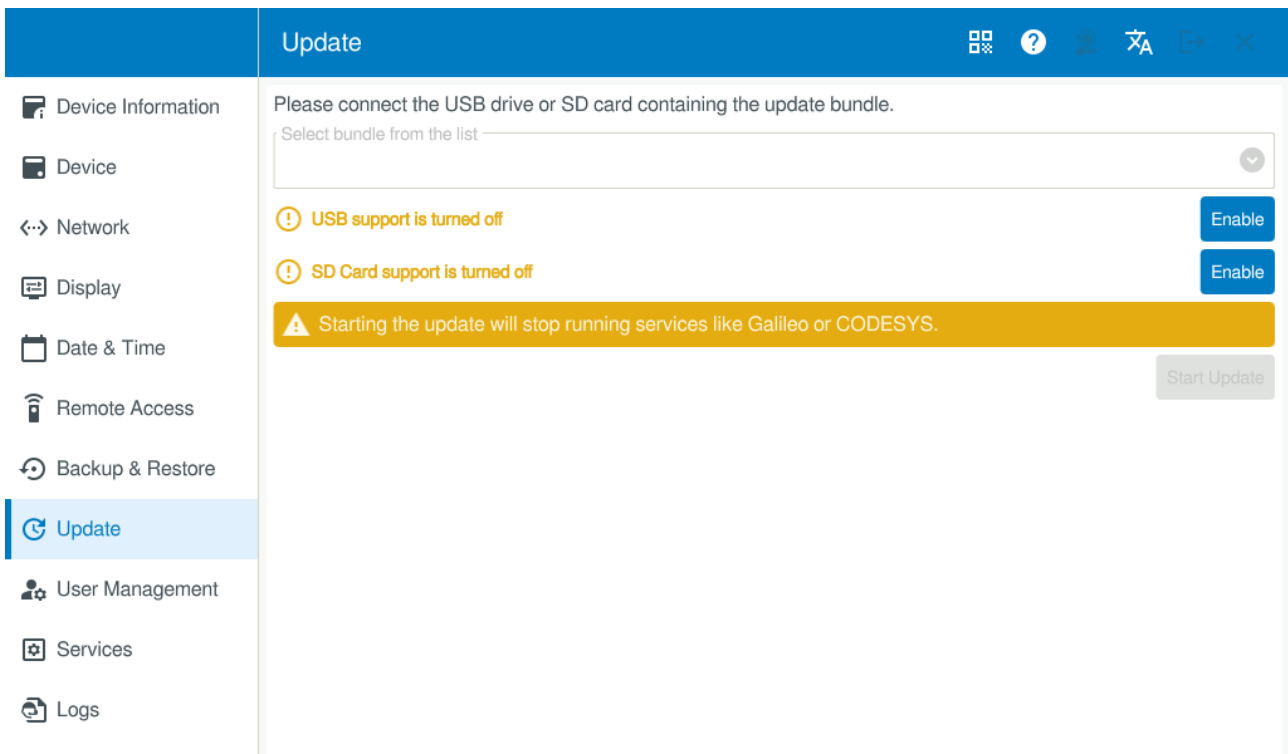 Update
Device Information
Device
Network
Display
Date & Time
Remote Access
Backup & Restore
Update
User Management
Services
Logs
Please connect the USB drive or SD card containing the update bundle.
Select bundle from the list
USB support is turned off
Enable
SD Card support is turned off
Enable
Starting the update will stop running services like Galileo or CODESYS.
Start Update